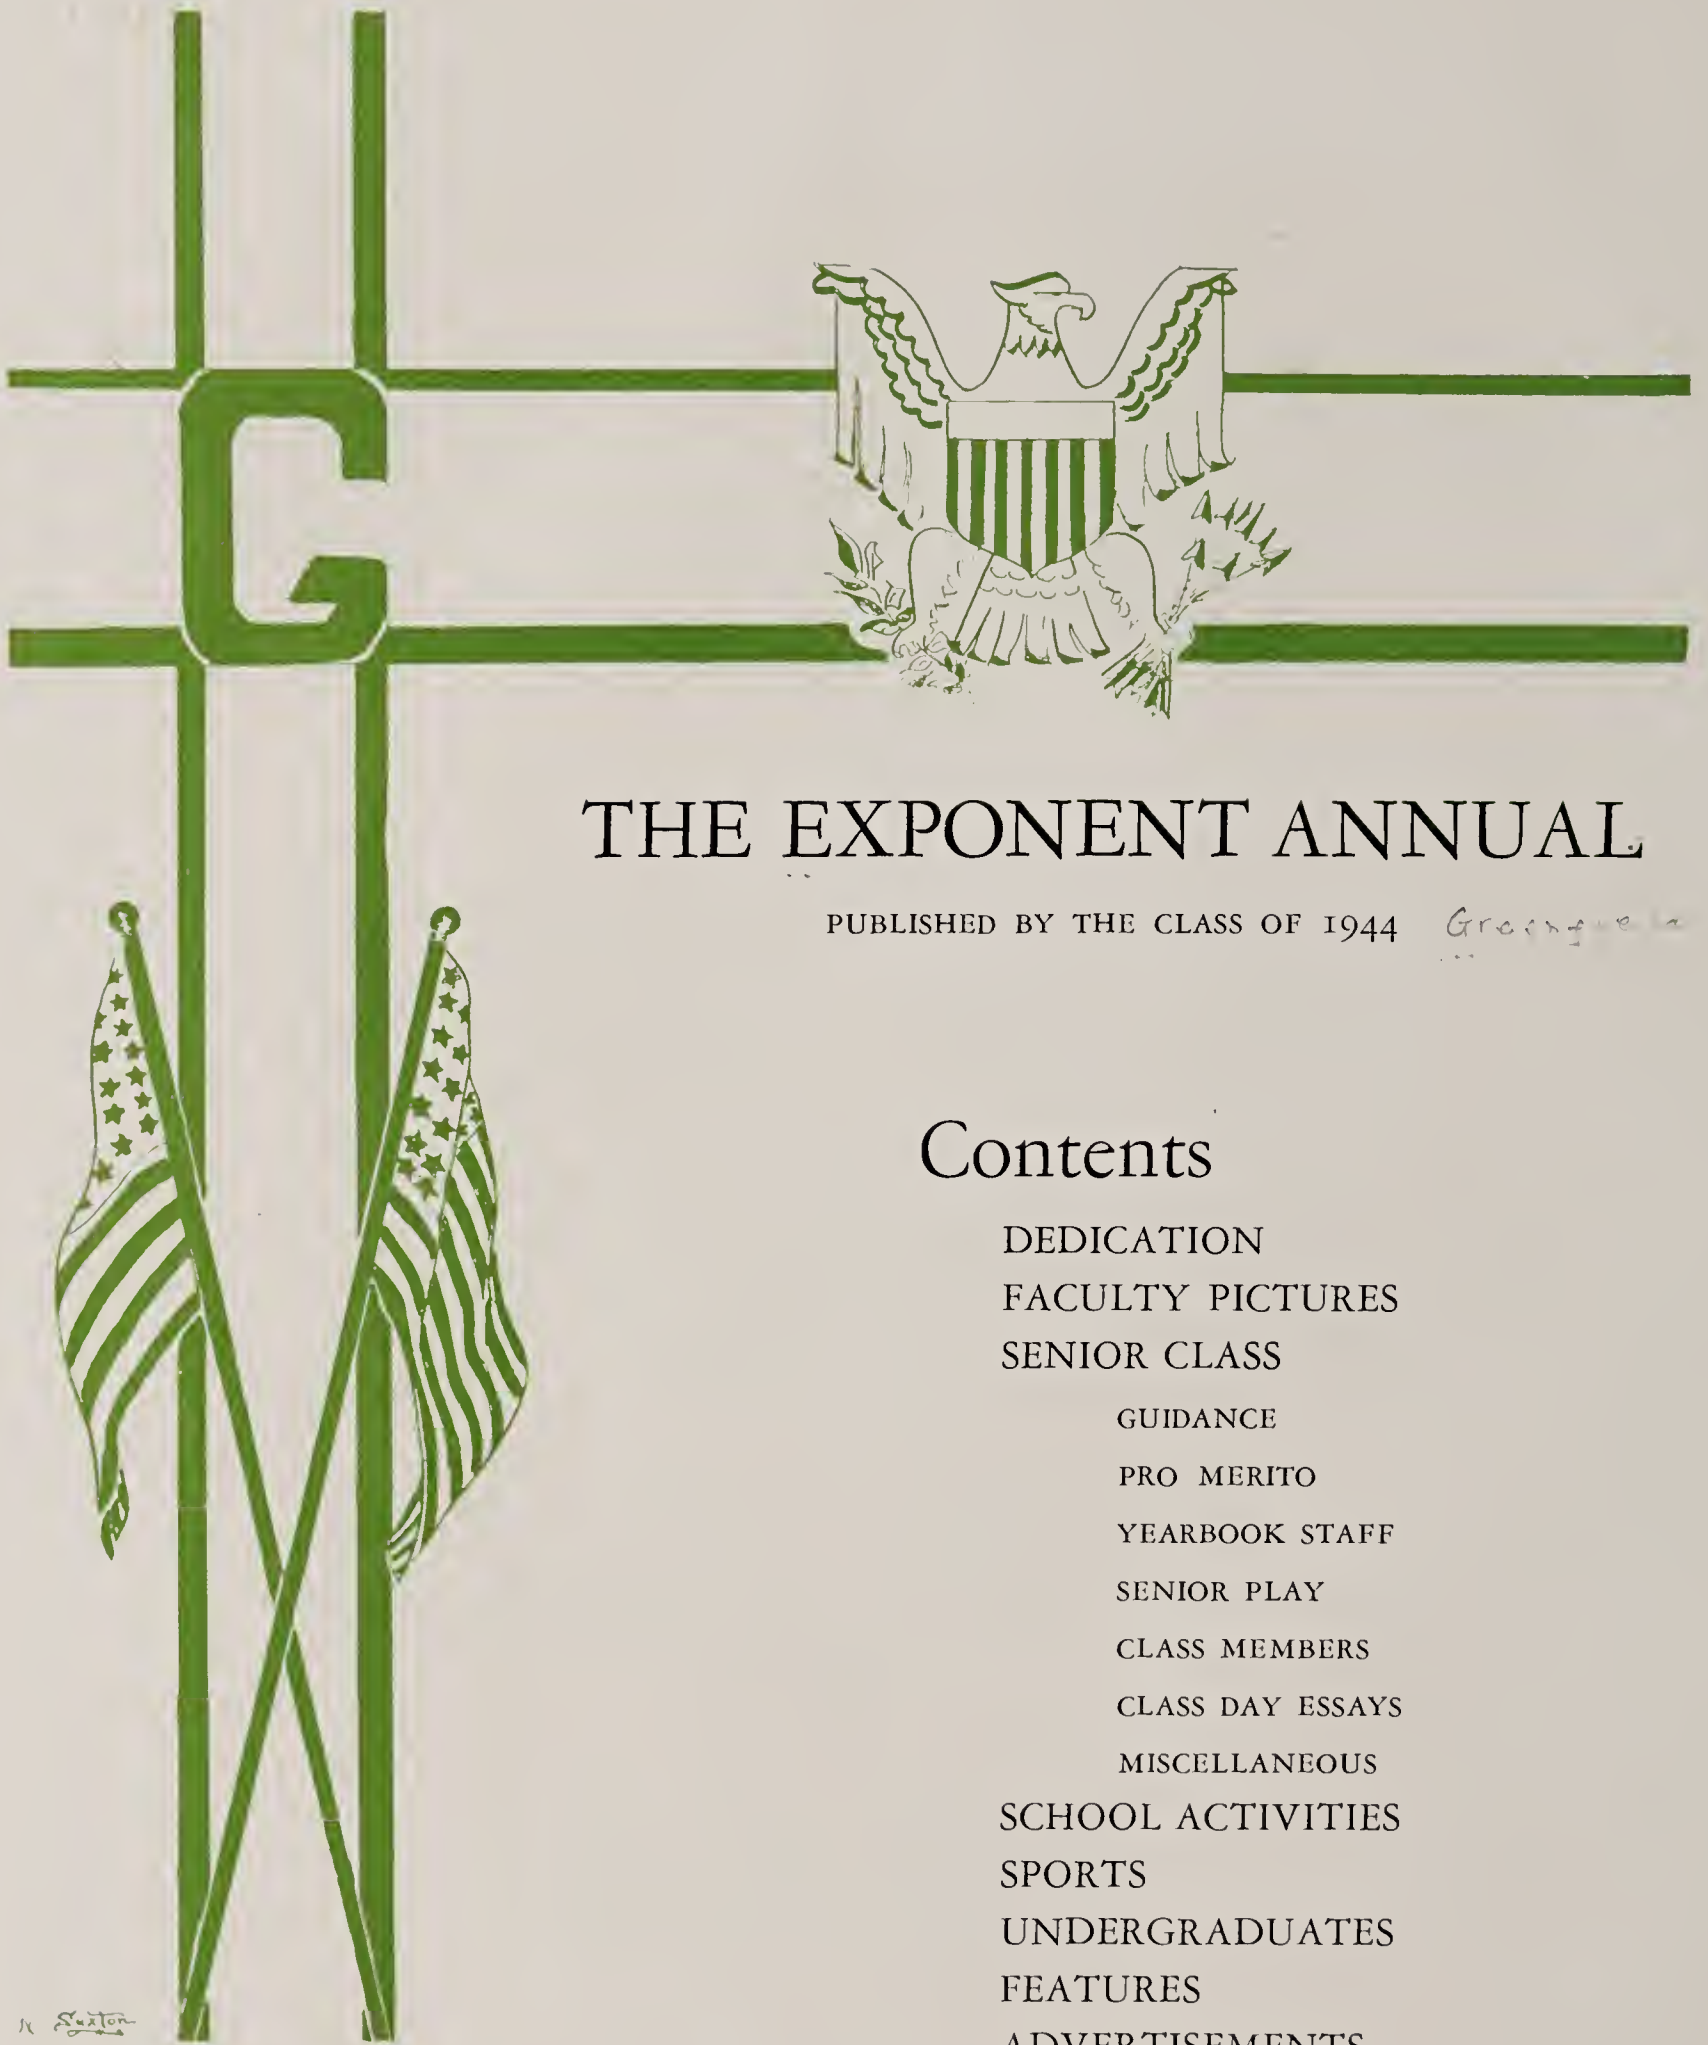 G
THE EXPONENT ANNUAL
PUBLISHED BY THE CLASS OF 1944
Contents
DEDICATION
FACULTY PICTURES
SENIOR CLASS
GUIDANCE
PRO MERITO
YEARBOOK STAFF
SENIOR PLAY
CLASS MEMBERS
CLASS DAY ESSAYS
MISCELLANEOUS
SCHOOL ACTIVITIES
SPORTS
UNDERGRADUATES
FEATURES
ADVERTISEMENTS